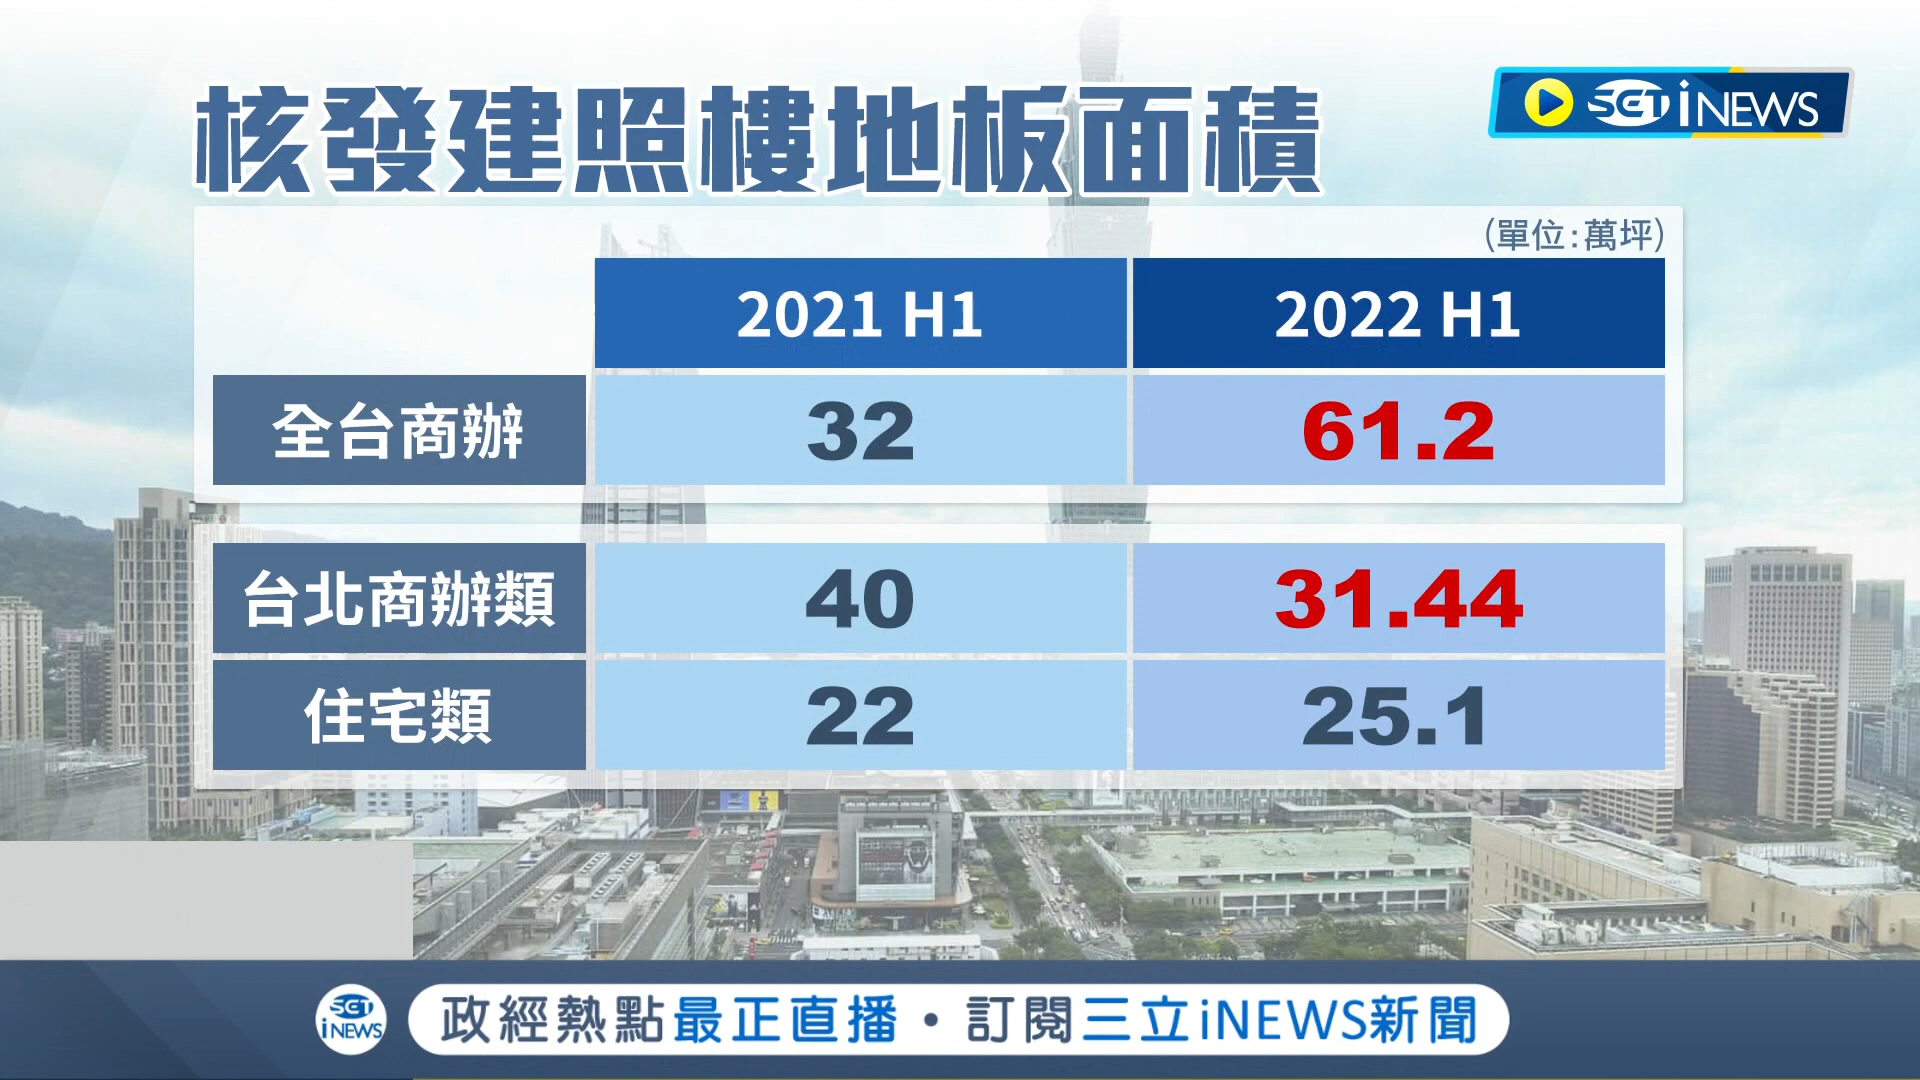 核發建照樓地板面積
SET iNEWS
(單位:萬坪)
2021 H1 2022 H1
全台商辦 32 61.2
台北商辦類 40 31.44
住宅類 22 25.1
SET iNEWS
政經熱點最正直播·訂閱三立iNEWS新聞